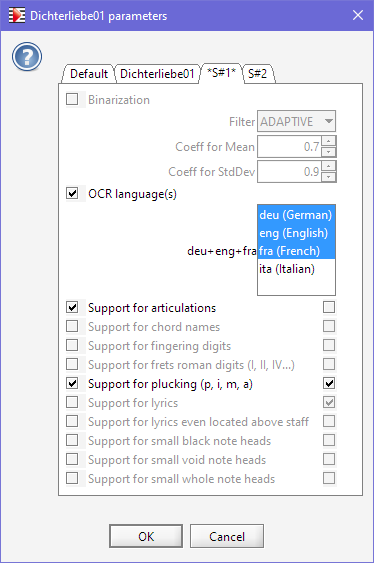 Dichterliebe01 parameters
?
Default Dichterliebe01 *S#1* S#2
Binarization
Filter ADAPTIVE
Coeff for Mean 0.7
Coeff for StdDev 0.9
OCR language(s)
deu (German)
eng (English)
deu+eng+fra fra (French)
ita (Italian)
Support for articulations
Support for chord names
Support for fingering digits
Support for frets roman digits (I, II, IV...)
Support for plucking (p, i, m, a)
Support for lyrics
Support for lyrics even located above staff
Support for small black note heads
Support for small void note heads
Support for small whole note heads
OK Cancel